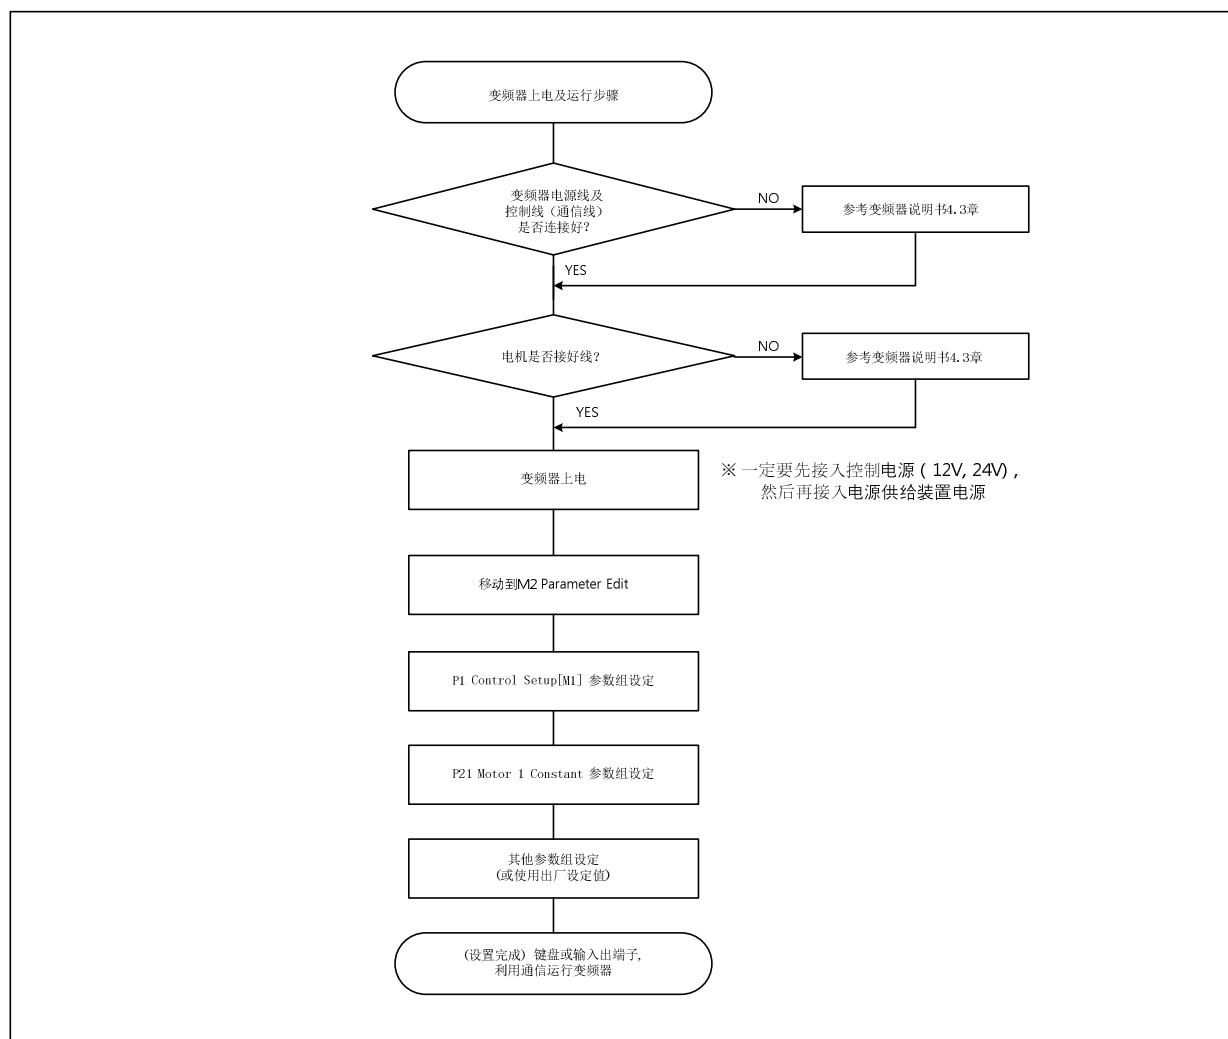 变频器上电及运行步骤
变频器电源线及
控制线（通信线）
是否连接好？
NO
参考变频器说明书4.3章
YES
电机是否接好线？
NO
参考变频器说明书4.3章
YES
变频器上电
※ 一定要先接入控制电源 ( 12V, 24V) ,
然后再接入电源供给装置电源
移动到M2 Parameter Edit
P1 Control Setup[M1] 参数组设定
P21 Motor 1 Constant 参数组设定
其他参数组设定
(或使用出厂设定值)
(设置完成) 键盘或输入出端子,
利用通信运行变频器